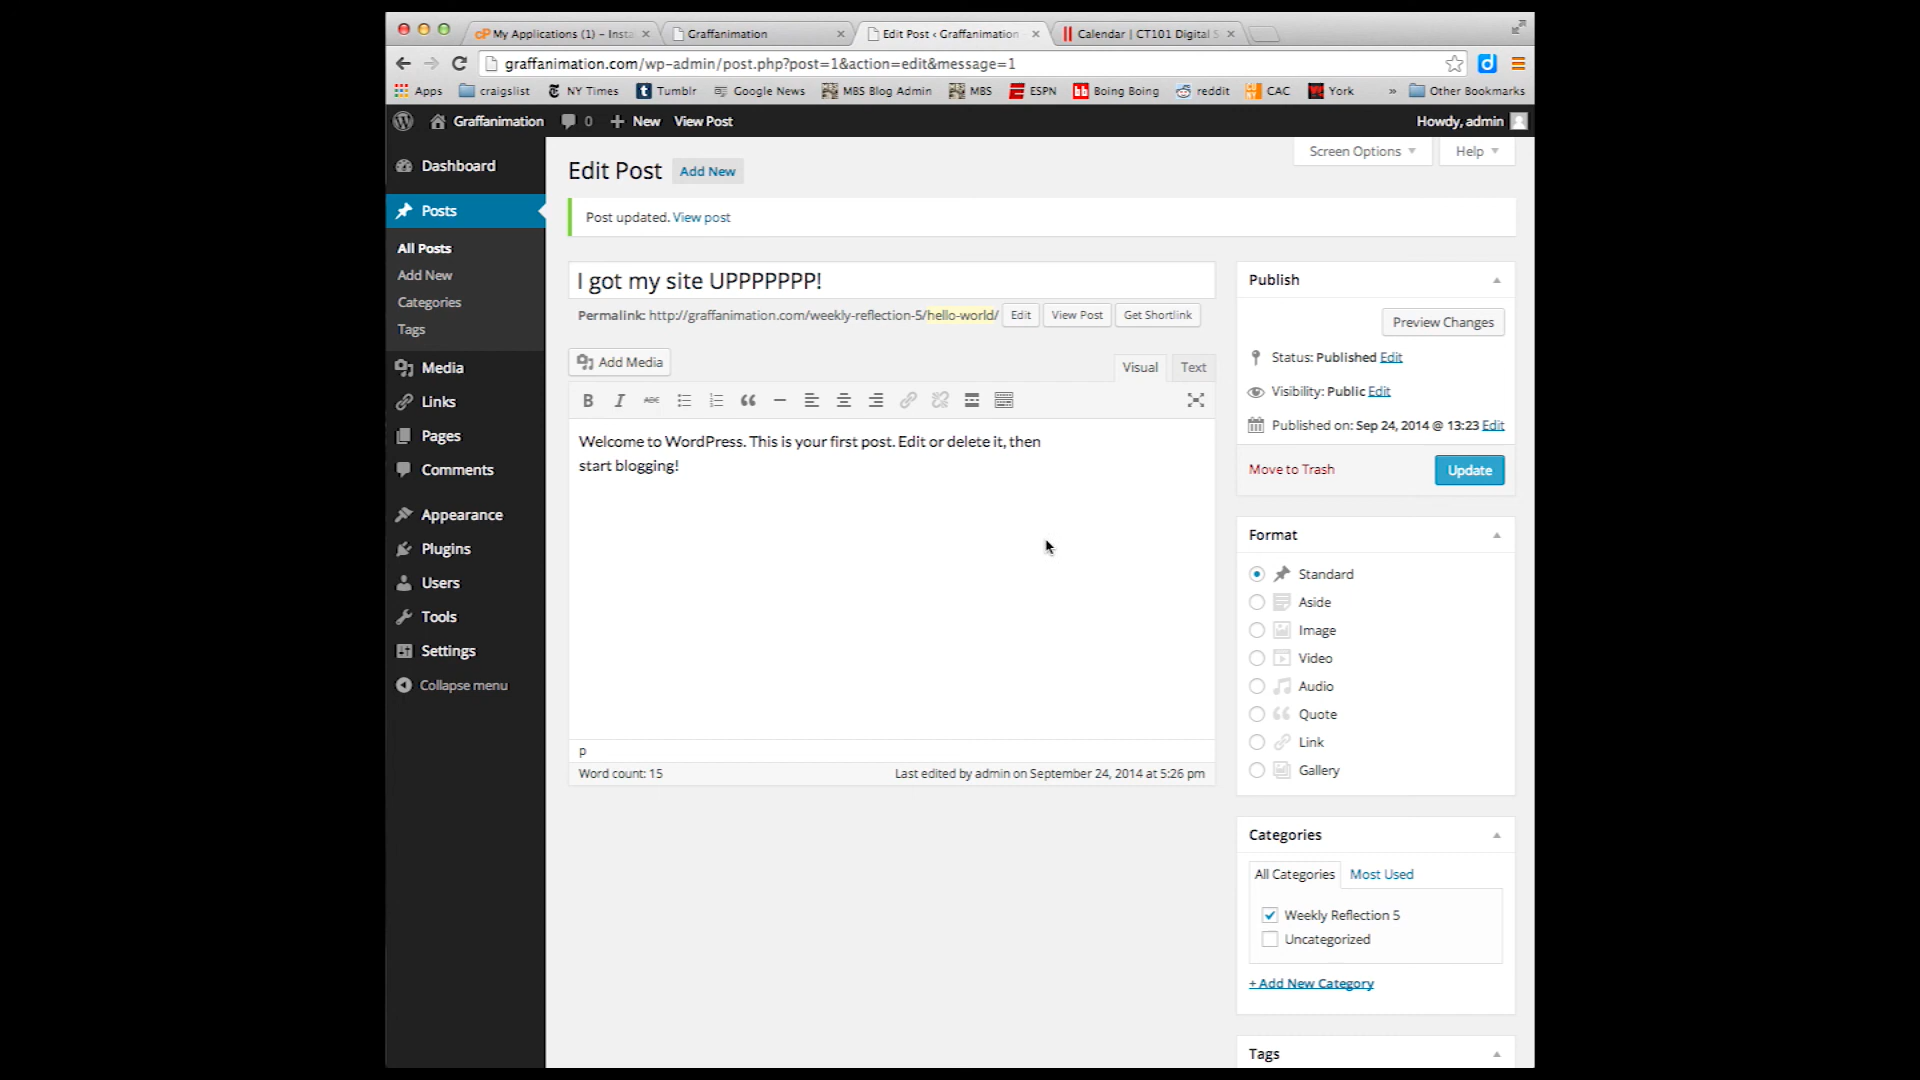 My Applications (1) – Insta
Graffanimation
Edit Post ‹ Graffanimation
Calendar | CT101 Digital S
graffanimation.com/wp-admin/post.php?post=1&action=edit&message=1
Apps
craigslist
NY Times
Tumblr
Google News
MBS Blog Admin
MBS
ESPN
Boing Boing
reddit
CAC
York
»
Other Bookmarks
Graffanimation
0
New
View Post
Howdy, admin
Dashboard
Posts
All Posts
Add New
Categories
Tags
Media
Links
Pages
Comments
Appearance
Plugins
Users
Tools
Settings
Collapse menu
Screen Options
Help
Edit Post
Add New
Post updated. View post
I got my site UPPPPPPP!
Permalink: http://graffanimation.com/weekly-reflection-5/hello-world/
Edit
View Post
Get Shortlink
Add Media
Visual
Text
B
I
ABC
Welcome to WordPress. This is your first post. Edit or delete it, then
start blogging!
p
Word count: 15
Last edited by admin on September 24, 2014 at 5:26 pm
Publish
Preview Changes
Status: Published Edit
Visibility: Public Edit
Published on: Sep 24, 2014 @ 13:23 Edit
Move to Trash
Update
Format
Standard
Aside
Image
Video
Audio
Quote
Link
Gallery
Categories
All Categories
Most Used
Weekly Reflection 5
Uncategorized
+ Add New Category
Tags